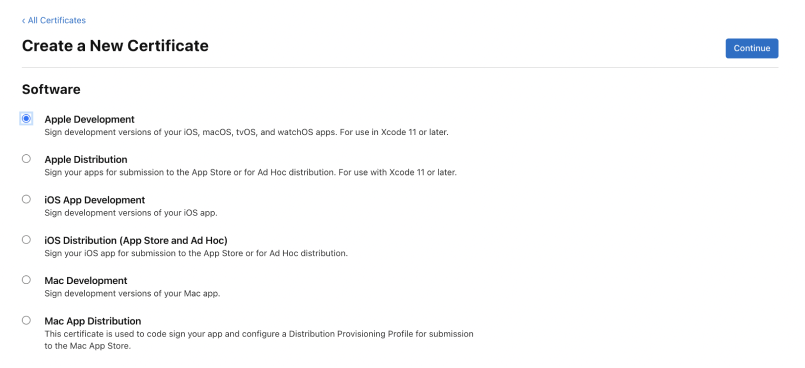 ‹ All Certificates
Create a New Certificate
Continue
Software
Apple Development
Sign development versions of your iOS, macOS, tvOS, and watchOS apps. For use in Xcode 11 or later.
Apple Distribution
Sign your apps for submission to the App Store or for Ad Hoc distribution. For use with Xcode 11 or later.
iOS App Development
Sign development versions of your iOS app.
iOS Distribution (App Store and Ad Hoc)
Sign your iOS app for submission to the App Store or for Ad Hoc distribution.
Mac Development
Sign development versions of your Mac app.
Mac App Distribution
This certificate is used to code sign your app and configure a Distribution Provisioning Profile for submission
to the Mac App Store.